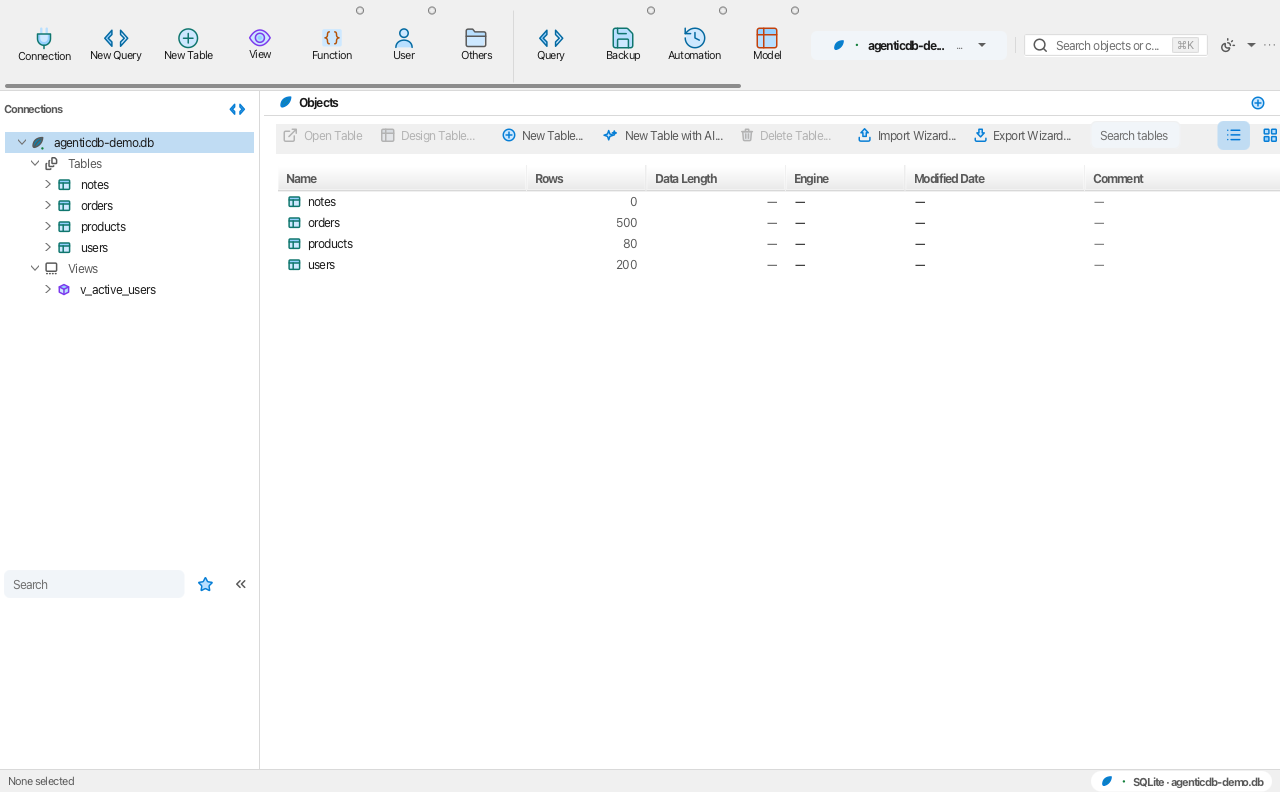 Connection
New Query
New Table
View
Function
User
Others
Query
Backup
Automation
Model
agenticdb-de... ...
Search objects or c... ⌘K
Connections
Objects
agenticdb-demo.db
Tables
notes
orders
products
users
Views
v_active_users
Open Table
Design Table...
New Table...
New Table with AI...
Delete Table...
Import Wizard...
Export Wizard...
Search tables
Name Rows Data Length Engine Modified Date Comment
notes 0 — — — —
orders 500 — — — —
products 80 — — — —
users 200 — — — —
Search
None selected
SQLite · agenticdb-demo.db